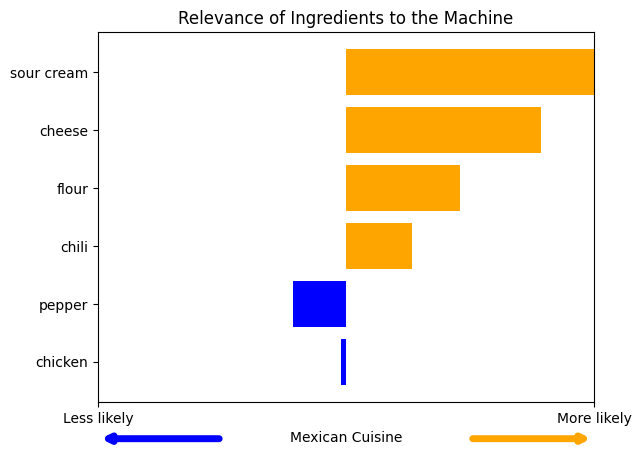 Relevance of Ingredients to the Machine
sour cream
cheese
flour
chili
pepper
chicken
Less likely
More likely
Mexican Cuisine